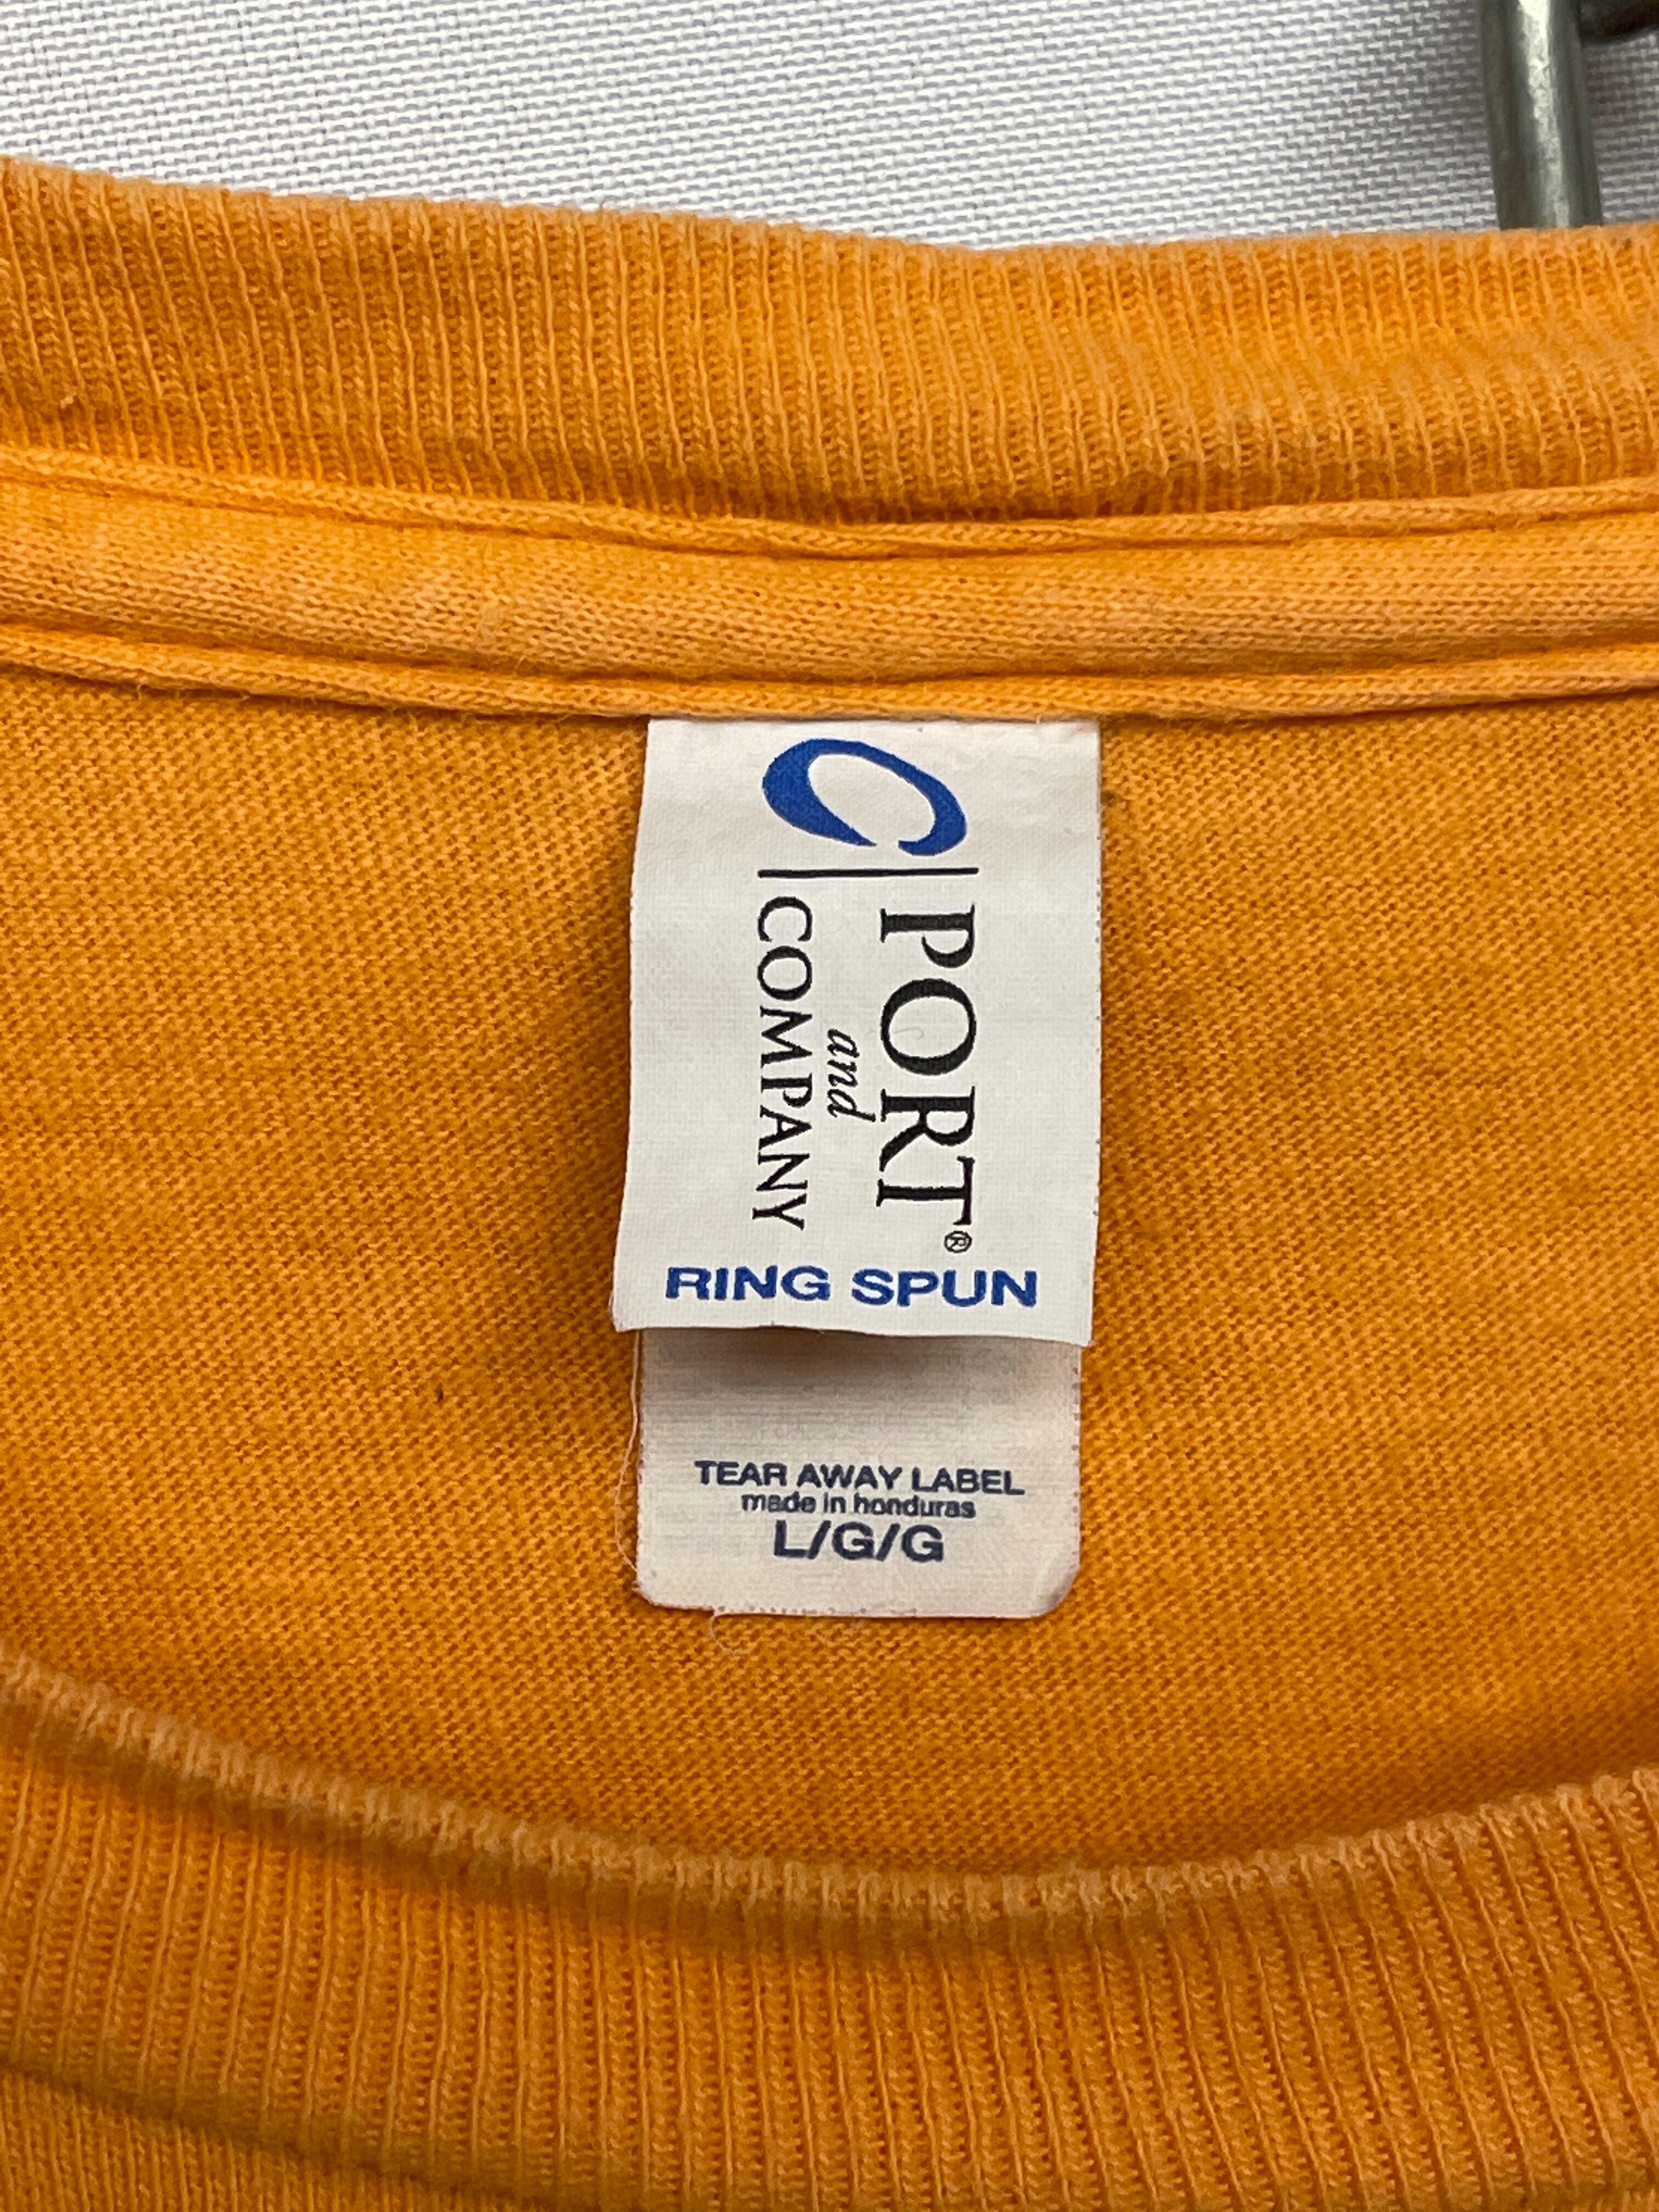 C
PORT®
and
COMPANY
RING SPUN
TEAR AWAY LABEL
made in honduras
L/G/G